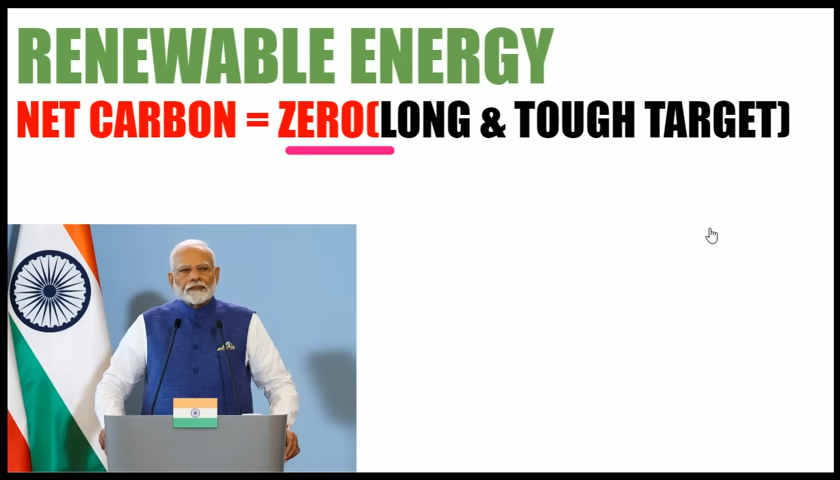 RENEWABLE ENERGY
NET CARBON = ZERO(LONG & TOUGH TARGET)